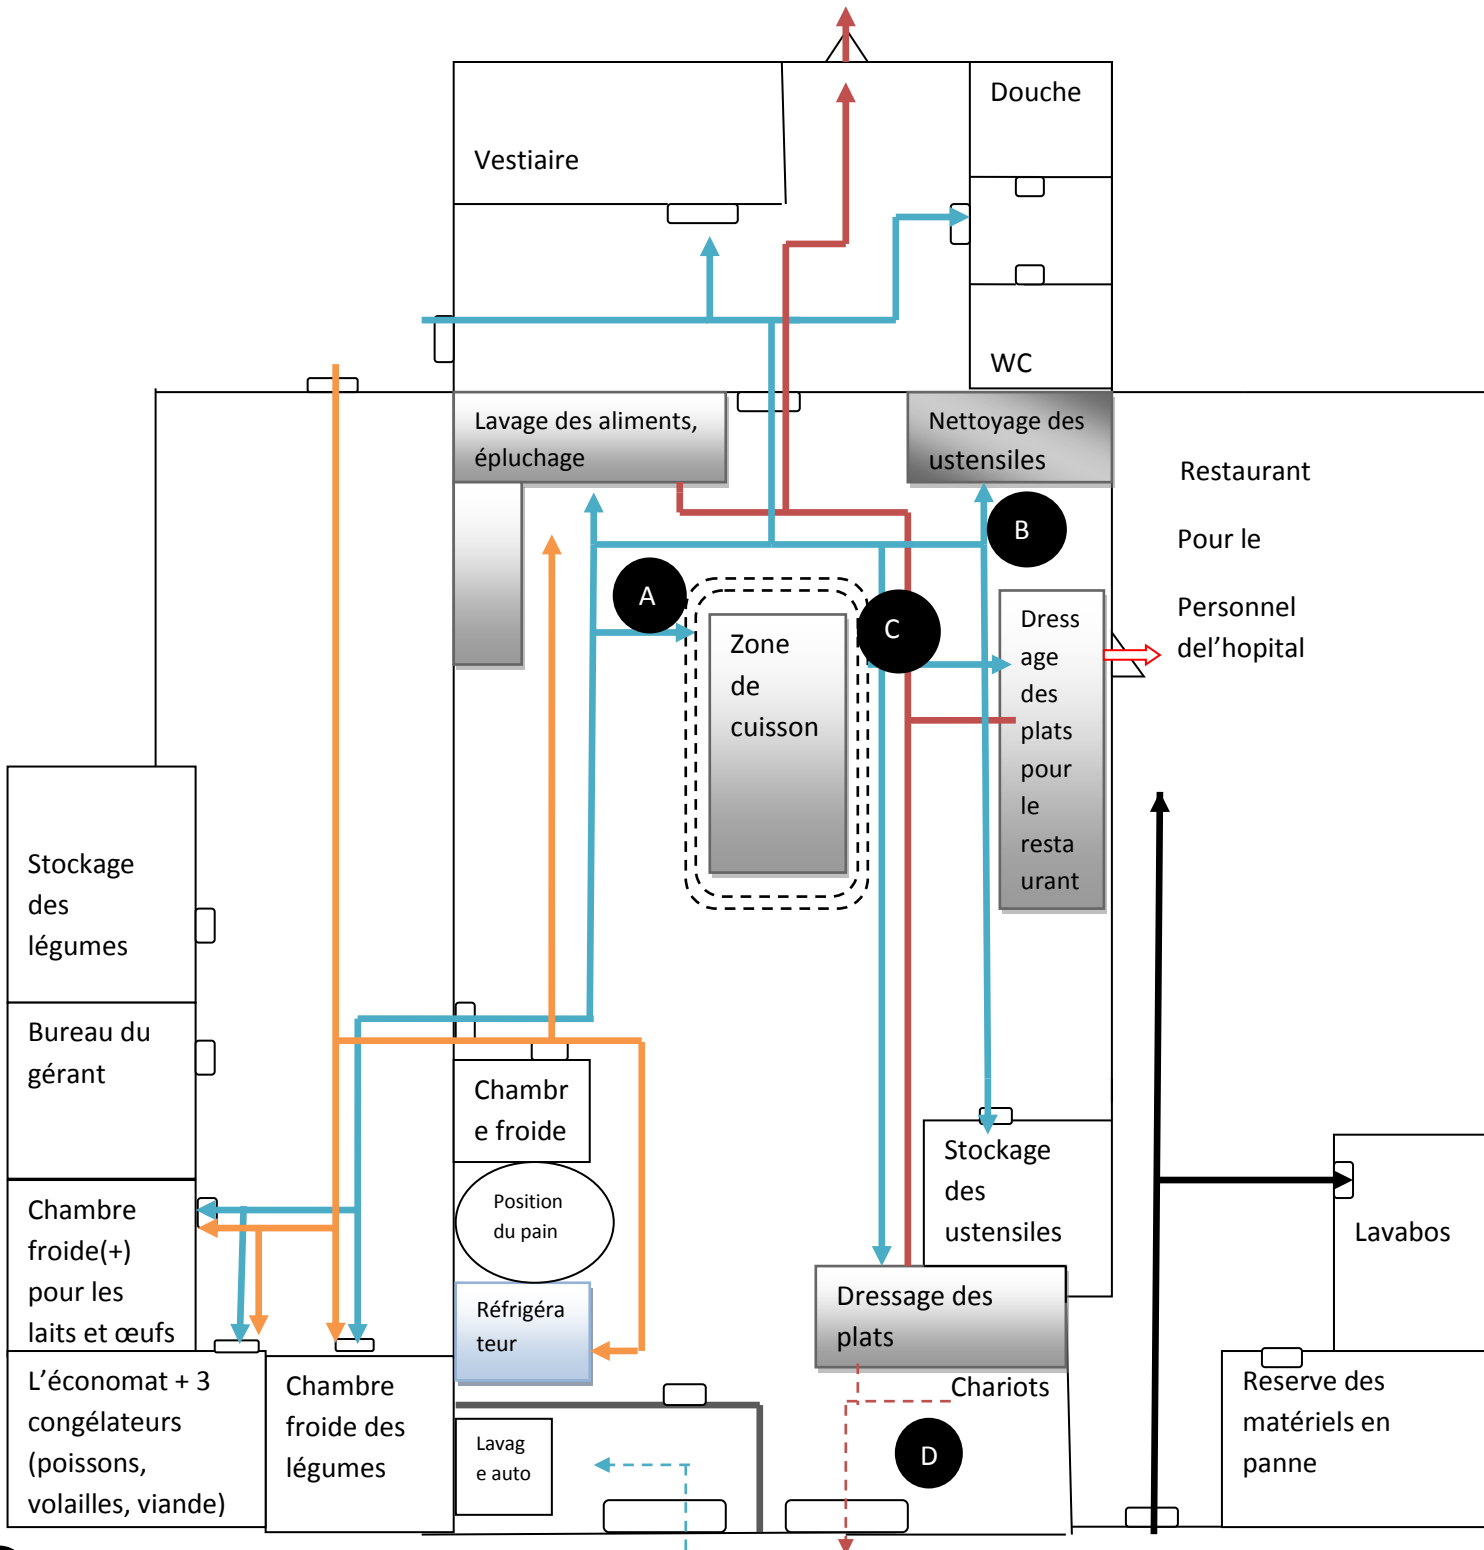 Douche
Vestiaire
WC
Lavage des aliments,
épluchage
Nettoyage des
ustensiles
Restaurant
Pour le
Personnel
del’hopital
B
A
C
Zone
de
cuisson
Dress
age
des
plats
pour
le
resta
urant
Stockage
des
légumes
Bureau du
gérant
Chambr
e froide
Position
du pain
Réfrigéra
teur
Stockage
des
ustensiles
Chambre
froide(+)
pour les
laits et œufs
Lavabos
Dressage des
plats
Chariots
L’économat + 3
congélateurs
(poissons,
volailles, viande)
Chambre
froide des
légumes
Lavag
e auto
D
Reserve des
matériels en
panne